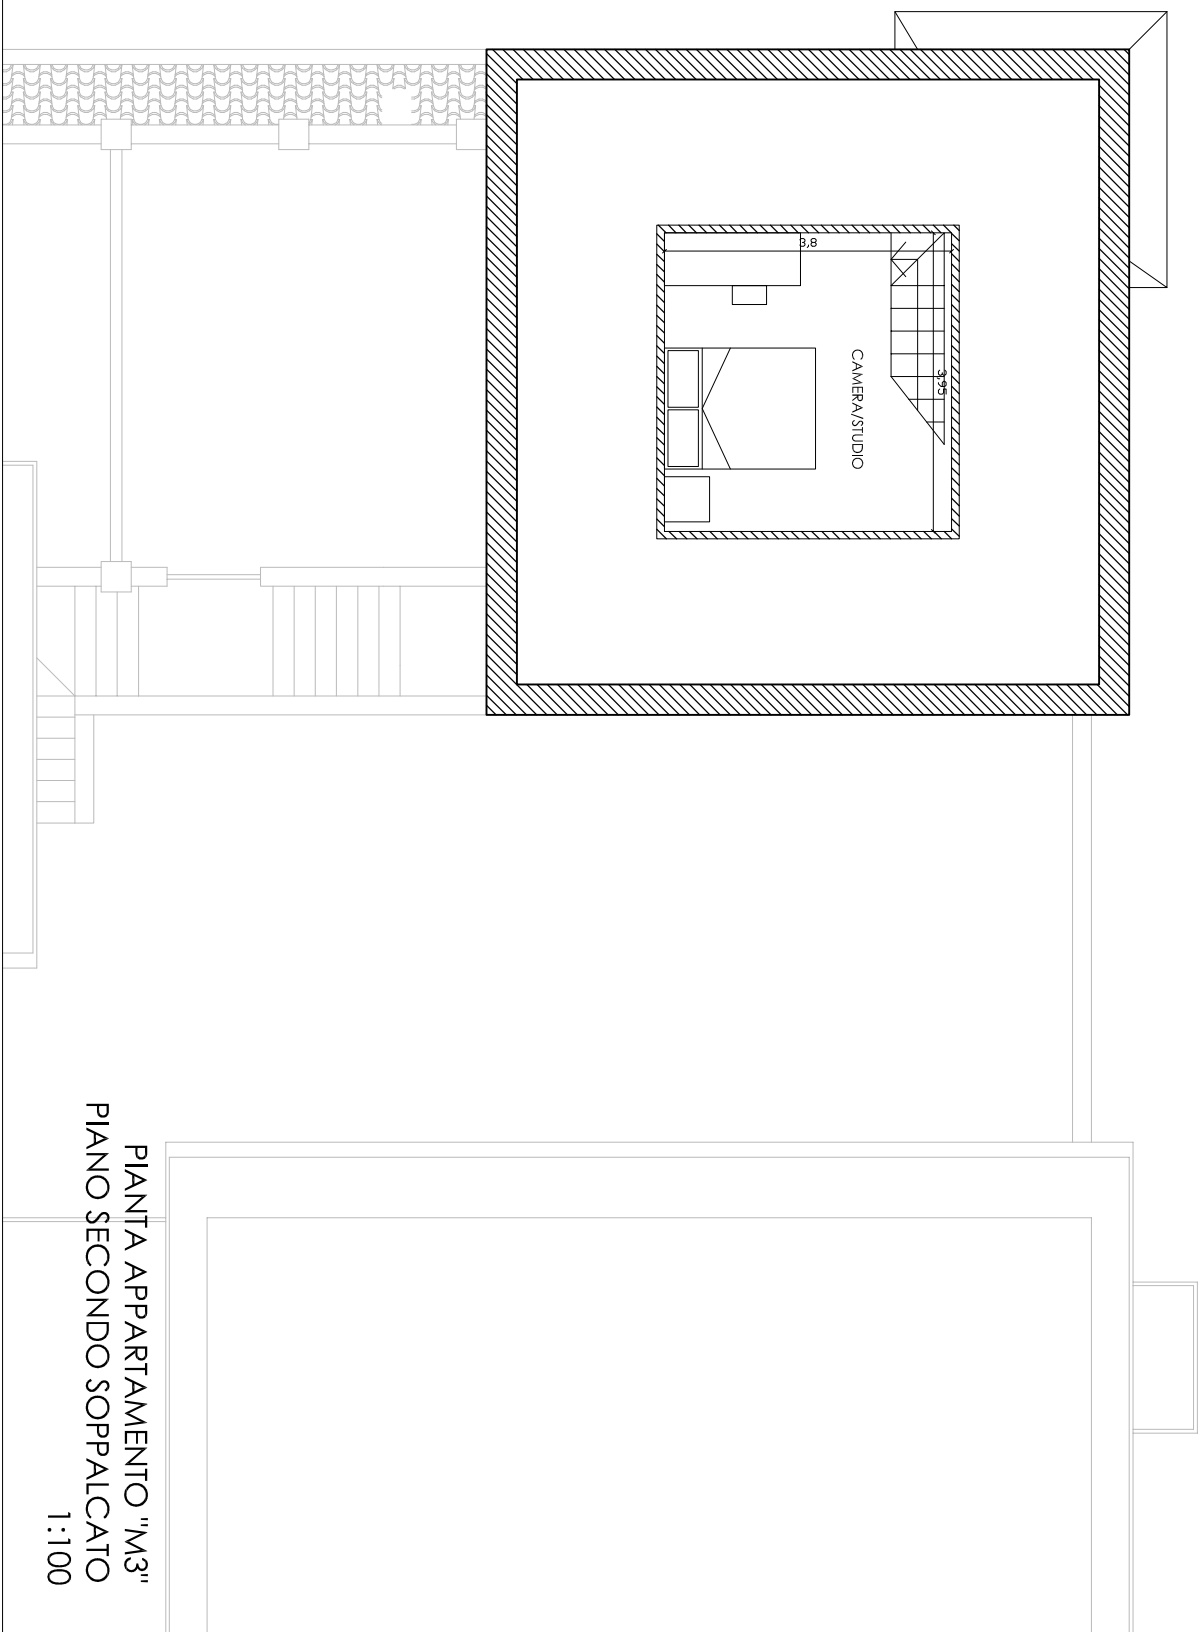 3,8
3,95
CAMERA/STUDIO
PIANTA APPARTAMENTO "M3"
PIANO SECONDO SOPPALCATO
1:100